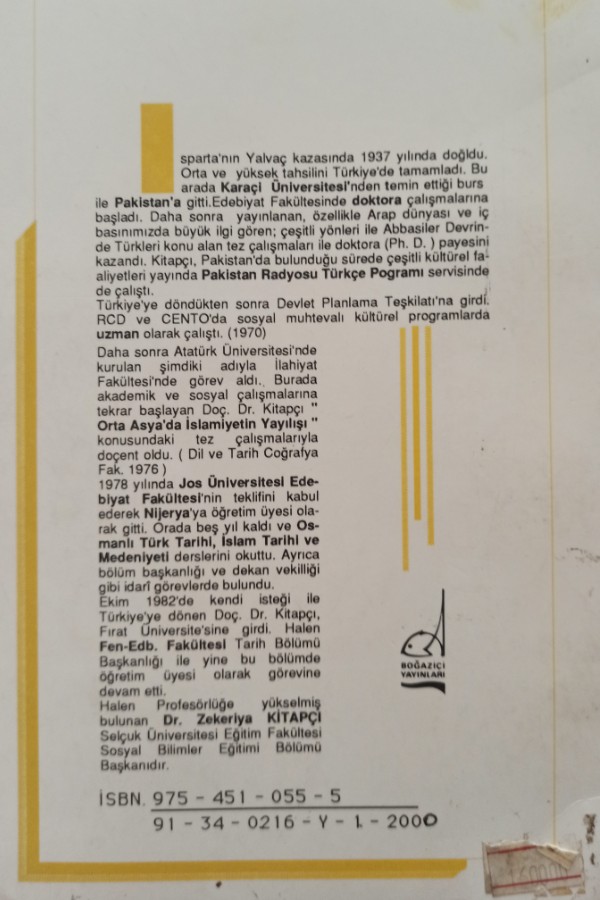 sparta'nın Yalvaç kazasında 1937 yılında doğldu.
Orta ve yüksek tahsilini Türkiye'de tamamladı. Bu
arada Karaçi Üniversitesi'nden temin ettiği burs
ile Pakistan'a gitti.Edebiyat Fakültesinde doktora çalışmalarına
başladı. Daha sonra yayınlanan, özellikle Arap dünyası ve iç
basınımızda büyük ilgi gören; çeşitli yönleri ile Abbasiler Devrin-
de Türkleri konu alan tez çalışmaları ile doktora (Ph. D. ) payesini
kazandı. Kitapçı, Pakistan'da bulunduğu sürede çeşitli kültürel fa-
aliyetleri yayında Pakistan Radyosu Türkçe Pogramı servisinde
de çalıştı.
Türkiye'ye döndükten sonra Devlet Planlama Teşkilatı'na girdi.
RCD ve CENTO'da sosyal muhtevalı kültürel programlarda
uzman olarak çalıştı. (1970)
Daha sonra Atatürk Üniversitesi'nde
kurulan şimdiki adıyla İlahiyat
Fakültesi'nde görev aldı. Burada
akademik ve sosyal çalışmalarına
tekrar başlayan Doç. Dr. Kitapçı "
Orta Asya'da İslamiyetin Yayılışı "
konusundaki tez çalışmalarıyla
doçent oldu. ( Dil ve Tarih Coğrafya
Fak. 1976 )
1978 yılında Jos Üniversitesi Ede-
biyat Fakültesi'nin teklifini kabul
ederek Nijerya'ya öğretim üyesi ola-
rak gitti. Orada beş yıl kaldı ve Os-
manlı Türk Tarihi, İslam Tarihi ve
Medeniyeti derslerini okuttu. Ayrıca
bölüm başkanlığı ve dekan vekilliği
gibi idarî görevlerde bulundu.
Ekim 1982'de kendi isteği ile
Türkiye'ye dönen Doç. Dr. Kitapçı,
Fırat Üniversite'sine girdi. Halen
Fen-Edb. Fakültesi Tarih Bölümü
Başkanlığı ile yine bu bölümde
öğretim üyesi olarak görevine
devam etti.
Halen Profesörlüğe yükselmiş
bulunan Dr. Zekeriya KİTAPÇI
Selçuk Üniversitesi Eğitim Fakültesi
Sosyal Bilimler Eğitimi Bölümü
Başkanıdır.
BOĞAZİÇİ
YAYINLARI
İSBN. 975 - 451 - 055 - 5
91 - 34 - 0216 - Y - 1. - 2000